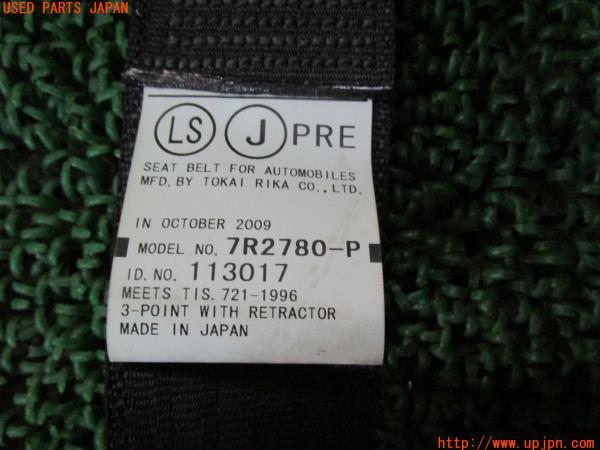 USED PARTS JAPAN
LS J PRE
SEAT BELT FOR AUTOMOBILES
MFD. BY TOKAI RIKA CO., LTD.
IN OCTOBER 2009
MODEL NO. 7R2780-P
ID. NO. 113017
MEETS TIS. 721-1996
3-POINT WITH RETRACTOR
MADE IN JAPAN
http://www.upjpn.com/